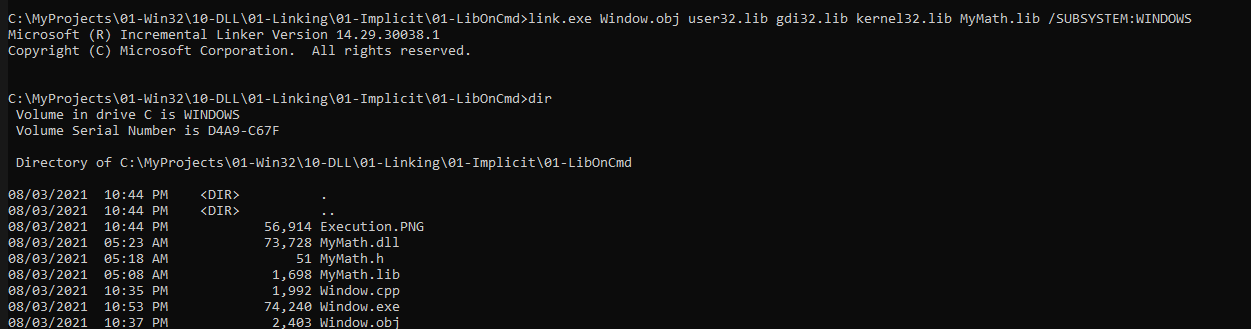 C:\MyProjects\01-Win32\10-DLL\01-Linking\01-Implicit\01-LibOnCmd>link.exe Window.obj user32.lib gdi32.lib kernel32.lib MyMath.lib /SUBSYSTEM:WINDOWS
Microsoft (R) Incremental Linker Version 14.29.30038.1
Copyright (C) Microsoft Corporation.  All rights reserved.
C:\MyProjects\01-Win32\10-DLL\01-Linking\01-Implicit\01-LibOnCmd>dir
 Volume in drive C is WINDOWS
 Volume Serial Number is D4A9-C67F
 Directory of C:\MyProjects\01-Win32\10-DLL\01-Linking\01-Implicit\01-LibOnCmd
08/03/2021  10:44 PM    <DIR>          .
08/03/2021  10:44 PM    <DIR>          ..
08/03/2021  10:44 PM            56,914 Execution.PNG
08/03/2021  05:23 AM            73,728 MyMath.dll
08/03/2021  05:18 AM                51 MyMath.h
08/03/2021  05:08 AM             1,698 MyMath.lib
08/03/2021  10:35 PM             1,992 Window.cpp
08/03/2021  10:53 PM            74,240 Window.exe
08/03/2021  10:37 PM             2,403 Window.obj